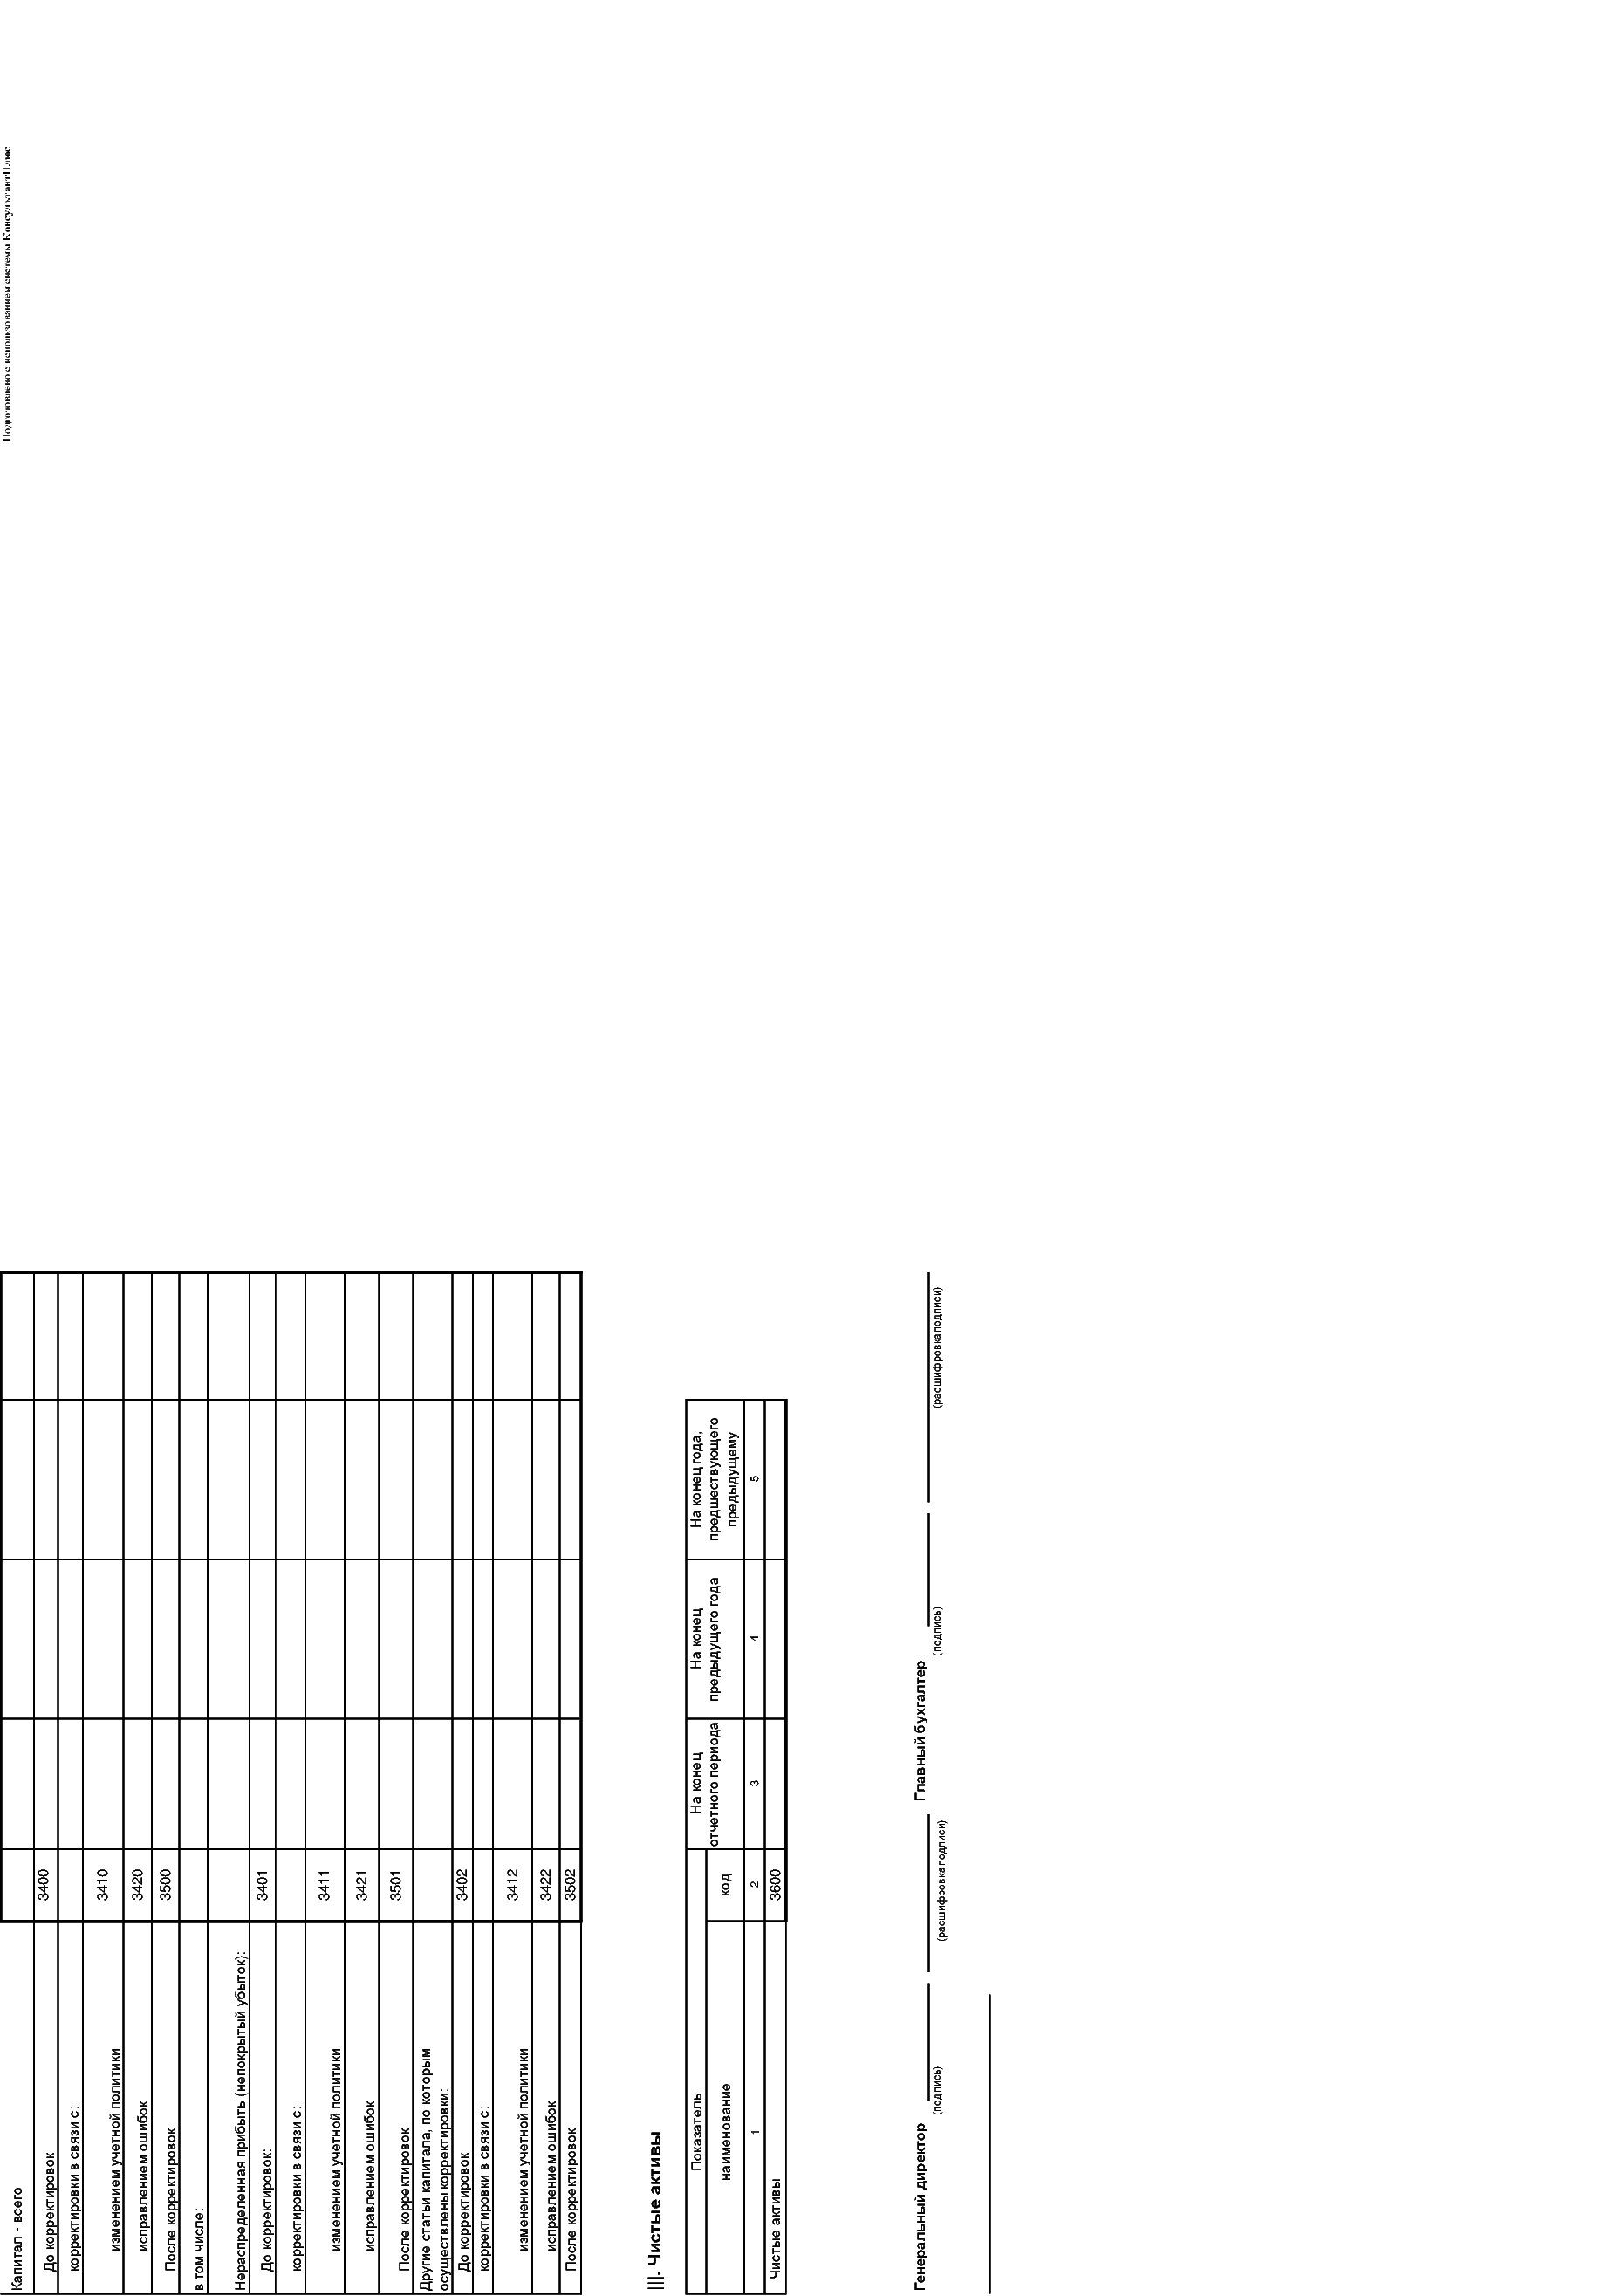 Подготовлено с использованием системы КонсультантПлюс
Капитал - всего
До корректировок 3400
корректировки в связи с:
изменением учетной политики 3410
исправлением ошибок 3420
После корректировок 3500
в том числе:
Нераспределенная прибыть (непокрытый убыток):
До корректировок: 3401
корректировки в связи с:
изменением учетной политики 3411
исправлением ошибок 3421
После корректировок 3501
Другие статьи капитала, по которым
осуществлены корректировки:
До корректировок 3402
корректировки в связи с:
изменением учетной политики 3412
исправлением ошибок 3422
После корректировок 3502
III- Чистые активы
Показатель На конец На конец На конец года,
наименование код отчетного периода предыдущего года предшествующего
предыдущему
1 2 3 4 5
Чистые активы 3600
Генеральный директор Главный бухгалтер
(подпись) (расшифровка подписи) (подпись) (расшифровка подписи)